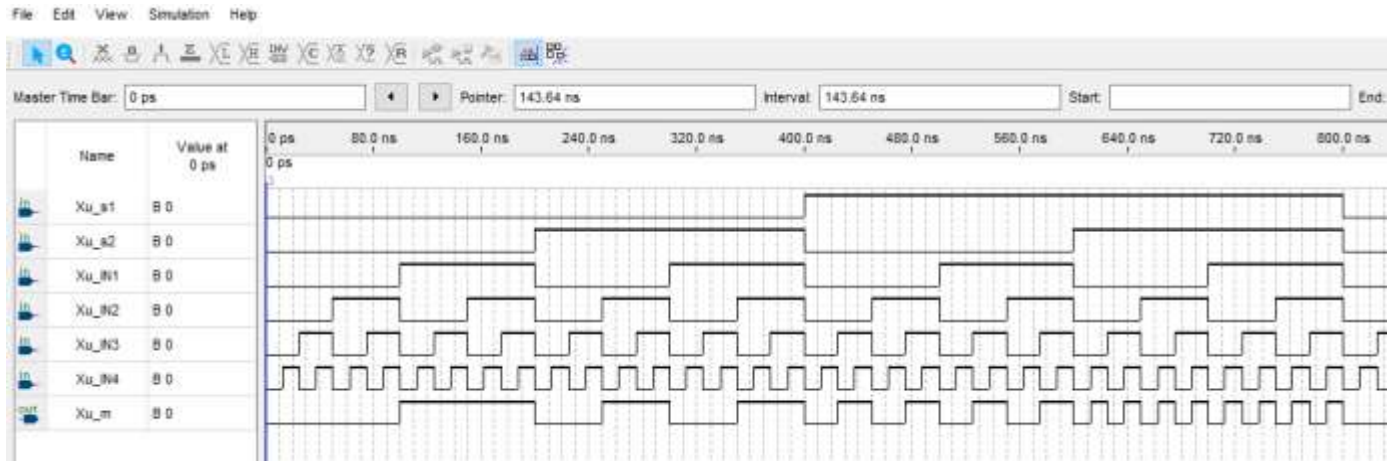 File Edit View Simulation Help
Master Time Bar: 0 ps Pointer: 143.64 ns Interval: 143.64 ns Start: End:
Name Value at 0 ps
0 ps 80.0 ns 160.0 ns 240.0 ns 320.0 ns 400.0 ns 480.0 ns 560.0 ns 640.0 ns 720.0 ns 800.0 ns
0 ps
Xu_s1 B 0
Xu_s2 B 0
Xu_IN1 B 0
Xu_IN2 B 0
Xu_IN3 B 0
Xu_IN4 B 0
Xu_m B 0